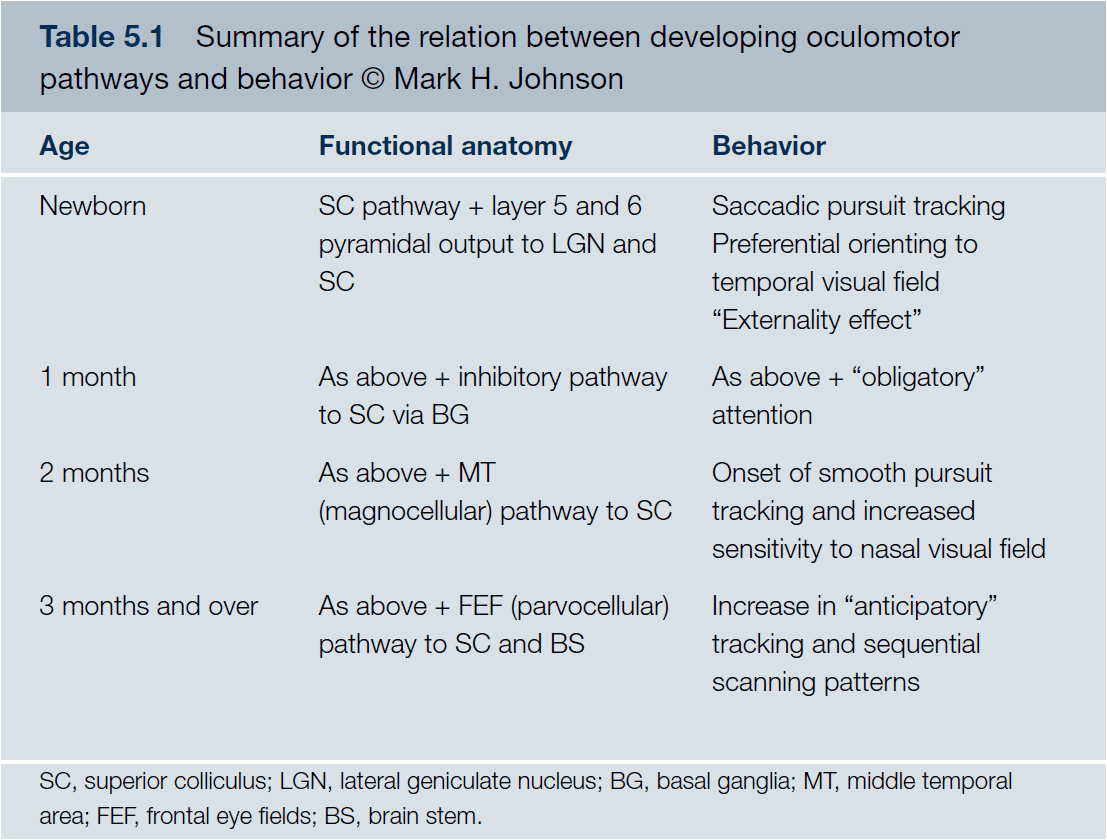 Table 5.1 Summary of the relation between developing oculomotor
pathways and behavior © Mark H. Johnson
Age Functional anatomy Behavior
Newborn SC pathway + layer 5 and 6 Saccadic pursuit tracking
pyramidal output to LGN and Preferential orienting to
SC temporal visual field
“Externality effect”
1 month As above + inhibitory pathway As above + “obligatory”
to SC via BG attention
2 months As above + MT Onset of smooth pursuit
(magnocellular) pathway to SC tracking and increased
sensitivity to nasal visual field
3 months and over As above + FEF (parvocellular) Increase in “anticipatory”
pathway to SC and BS tracking and sequential
scanning patterns
SC, superior colliculus; LGN, lateral geniculate nucleus; BG, basal ganglia; MT, middle temporal
area; FEF, frontal eye fields; BS, brain stem.